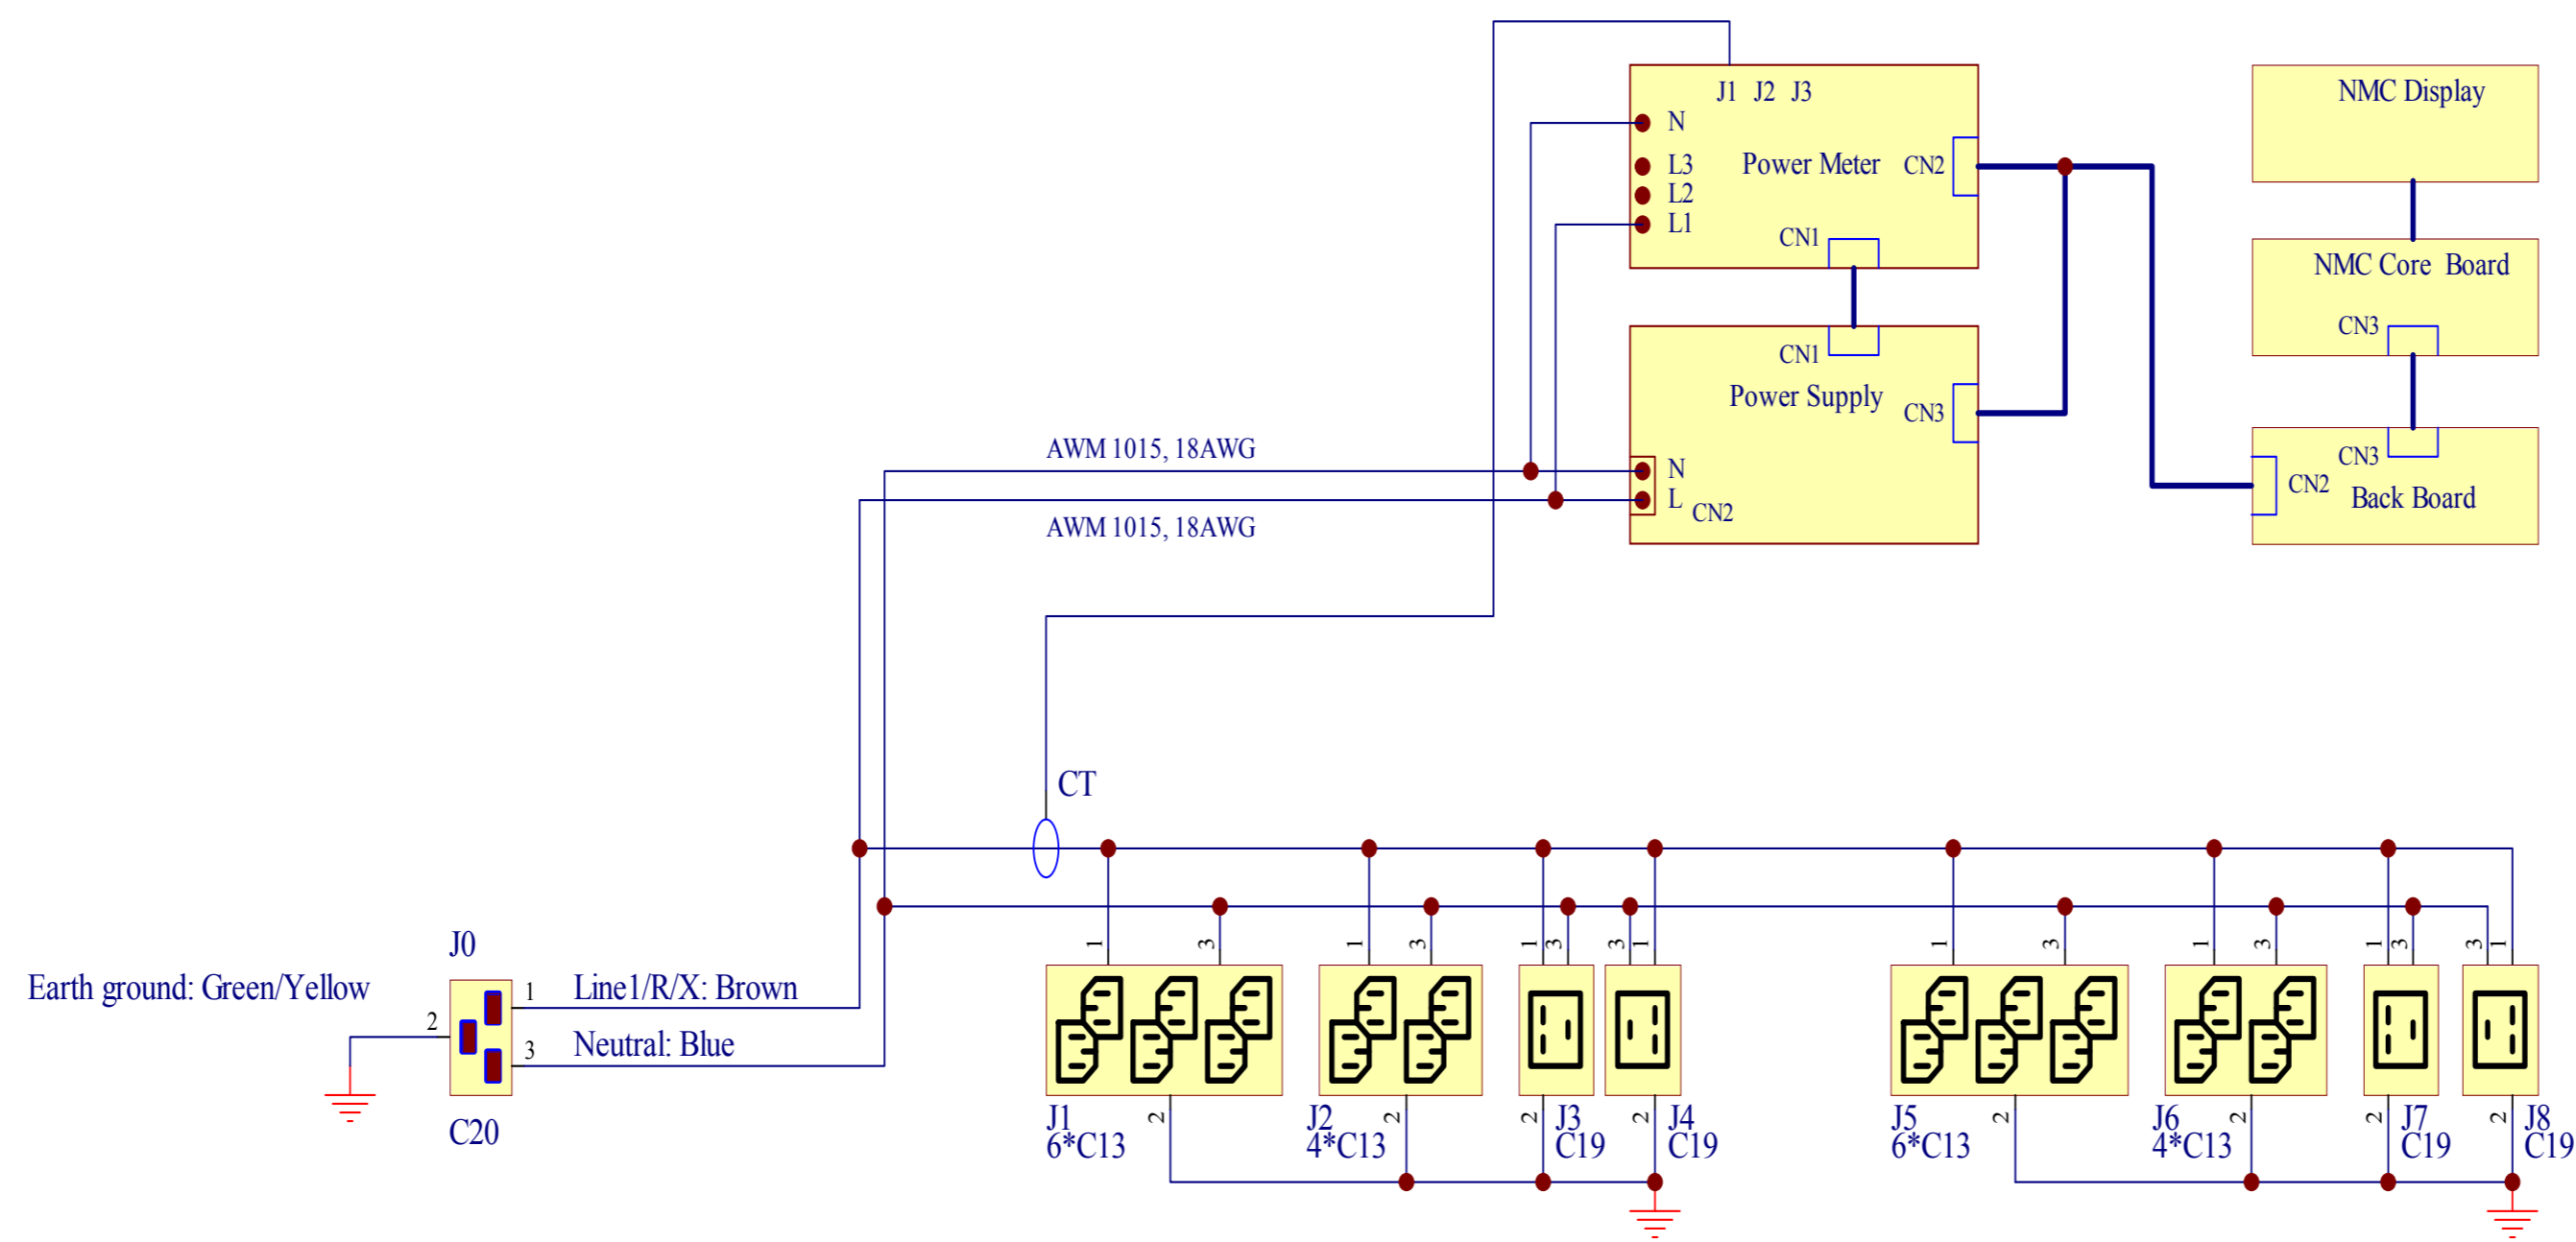 J1 J2 J3
N
L3
L2
L1
Power Meter
CN2
CN1
NMC Display
NMC Core Board
CN3
CN1
Power Supply
CN3
N
L
CN2
CN3
CN2
Back Board
AWM 1015, 18AWG
AWM 1015, 18AWG
CT
J0
Earth ground: Green/Yellow
2
1
Line1/R/X: Brown
3
Neutral: Blue
C20
1
3
1
3
1
3
3
1
1
3
1
3
1
3
3
1
2
J1
6*C13
2
J2
4*C13
2
J3
C19
2
J4
C19
2
J5
6*C13
2
J6
4*C13
2
J7
C19
2
J8
C19